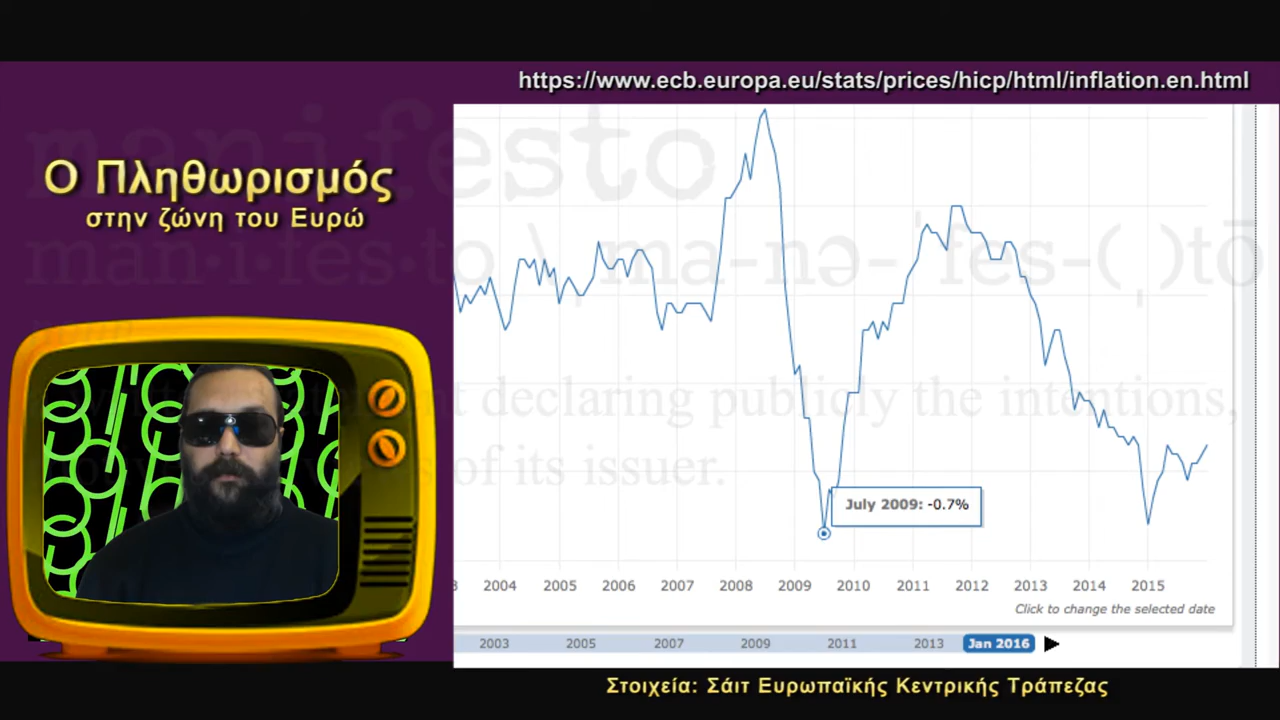 https://www.ecb.europa.eu/stats/prices/hicp/html/inflation.en.html
Ο Πληθωρισμός
στην ζώνη του Ευρώ
manifesto
man·i·fes·to \ˌma-nə-ˈfes-(ˌ)tō
declaring publicly the intentions,
of its issuer.
July 2009: -0.7%
2004 2005 2006 2007 2008 2009 2010 2011 2012 2013 2014 2015
Click to change the selected date
2003 2005 2007 2009 2011 2013 Jan 2016
Στοιχεία: Σάιτ Ευρωπαϊκής Κεντρικής Τράπεζας